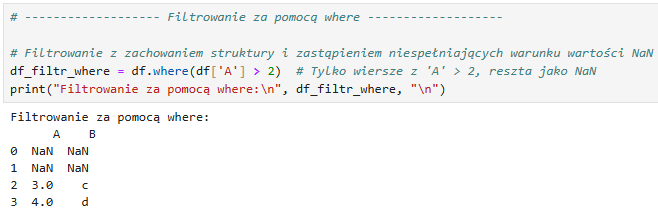 # ------------------ Filtrowanie za pomocą where ------------------
# Filtrowanie z zachowaniem struktury i zastąpieniem niespełniających warunku wartości NaN
df_filtr_where = df.where(df['A'] > 2)  # Tylko wiersze z 'A' > 2, reszta jako NaN
print("Filtrowanie za pomocą where:\n", df_filtr_where, "\n")
Filtrowanie za pomocą where:
      A    B
0  NaN  NaN
1  NaN  NaN
2  3.0    c
3  4.0    d